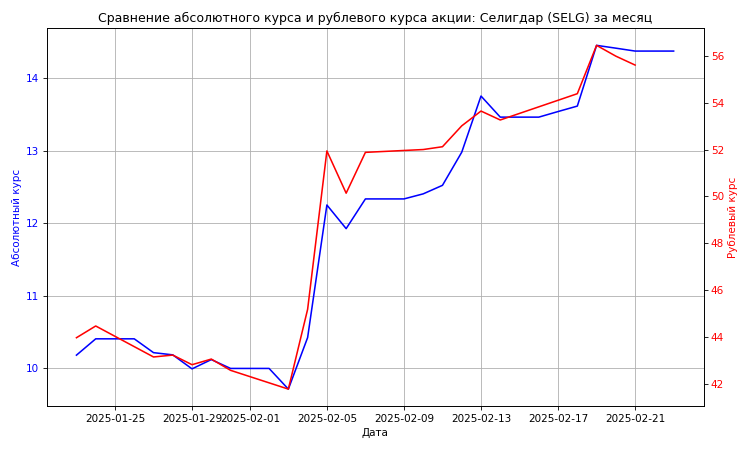 Сравнение абсолютного курса и рублевого курса акции: Селигдар (SELG) за месяц
Абсолютный курс
14
13
12
11
10
56
54
52
50
48
46
44
42
Рублевый курс
2025-01-25 2025-01-29 2025-02-01 2025-02-05 2025-02-09 2025-02-13 2025-02-17 2025-02-21
Дата